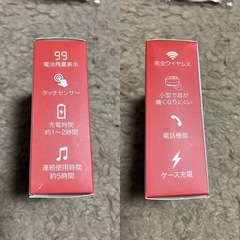 99
電池残量表示
タッチセンサー
充電時間
約1〜2時間
連続使用時間
約5時間
完全ワイヤレス
小型で耳が
痛くなりにくい
電話機能
ケース充電